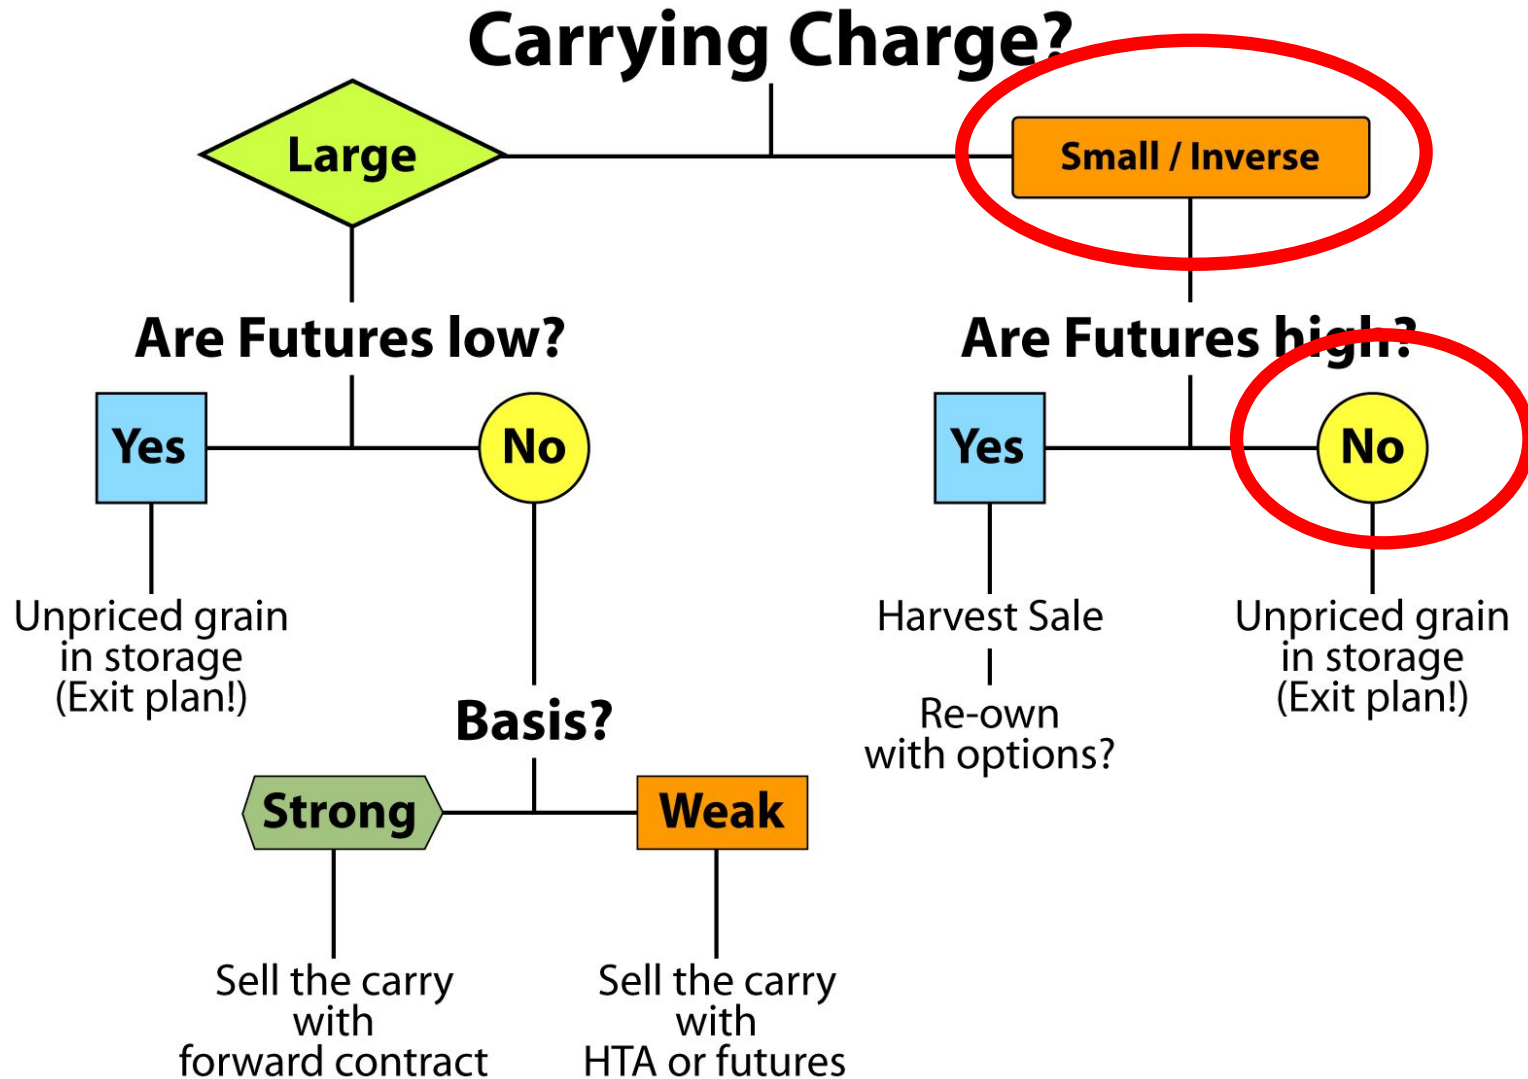 Carrying Charge?
Large
Small / Inverse
Are Futures low?
Are Futures high?
Yes
No
Yes
No
Unpriced grain
in storage
(Exit plan!)
Harvest Sale
Re-own
with options?
Unpriced grain
in storage
(Exit plan!)
Basis?
Strong
Weak
Sell the carry
with
forward contract
Sell the carry
with
HTA or futures